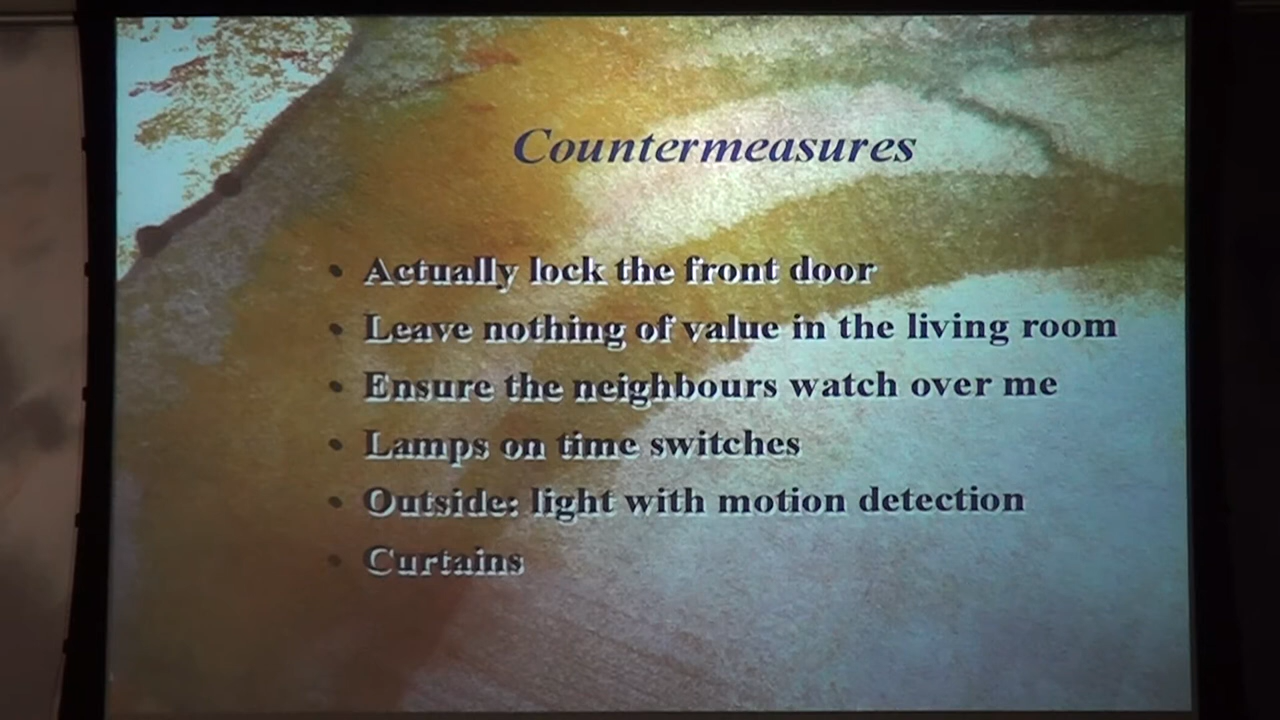 Countermeasures
• Actually lock the front door
• Leave nothing of value in the living room
• Ensure the neighbours watch over me
• Lamps on time switches
• Outside: light with motion detection
• Curtains